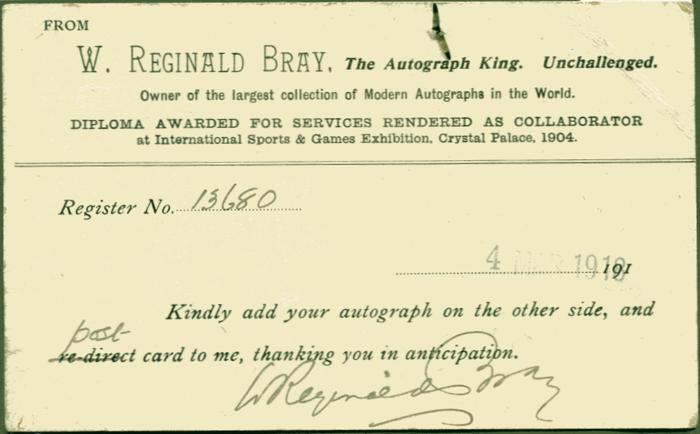 FROM
W. REGINALD BRAY, The Autograph King. Unchallenged.
Owner of the largest collection of Modern Autographs in the World.
DIPLOMA AWARDED FOR SERVICES RENDERED AS COLLABORATOR
at International Sports & Games Exhibition, Crystal Palace, 1904.
Register No. 13680
4 MAR 1910 191
Kindly add your autograph on the other side, and
post-
re-direct card to me, thanking you in anticipation.
W Reginald Bray